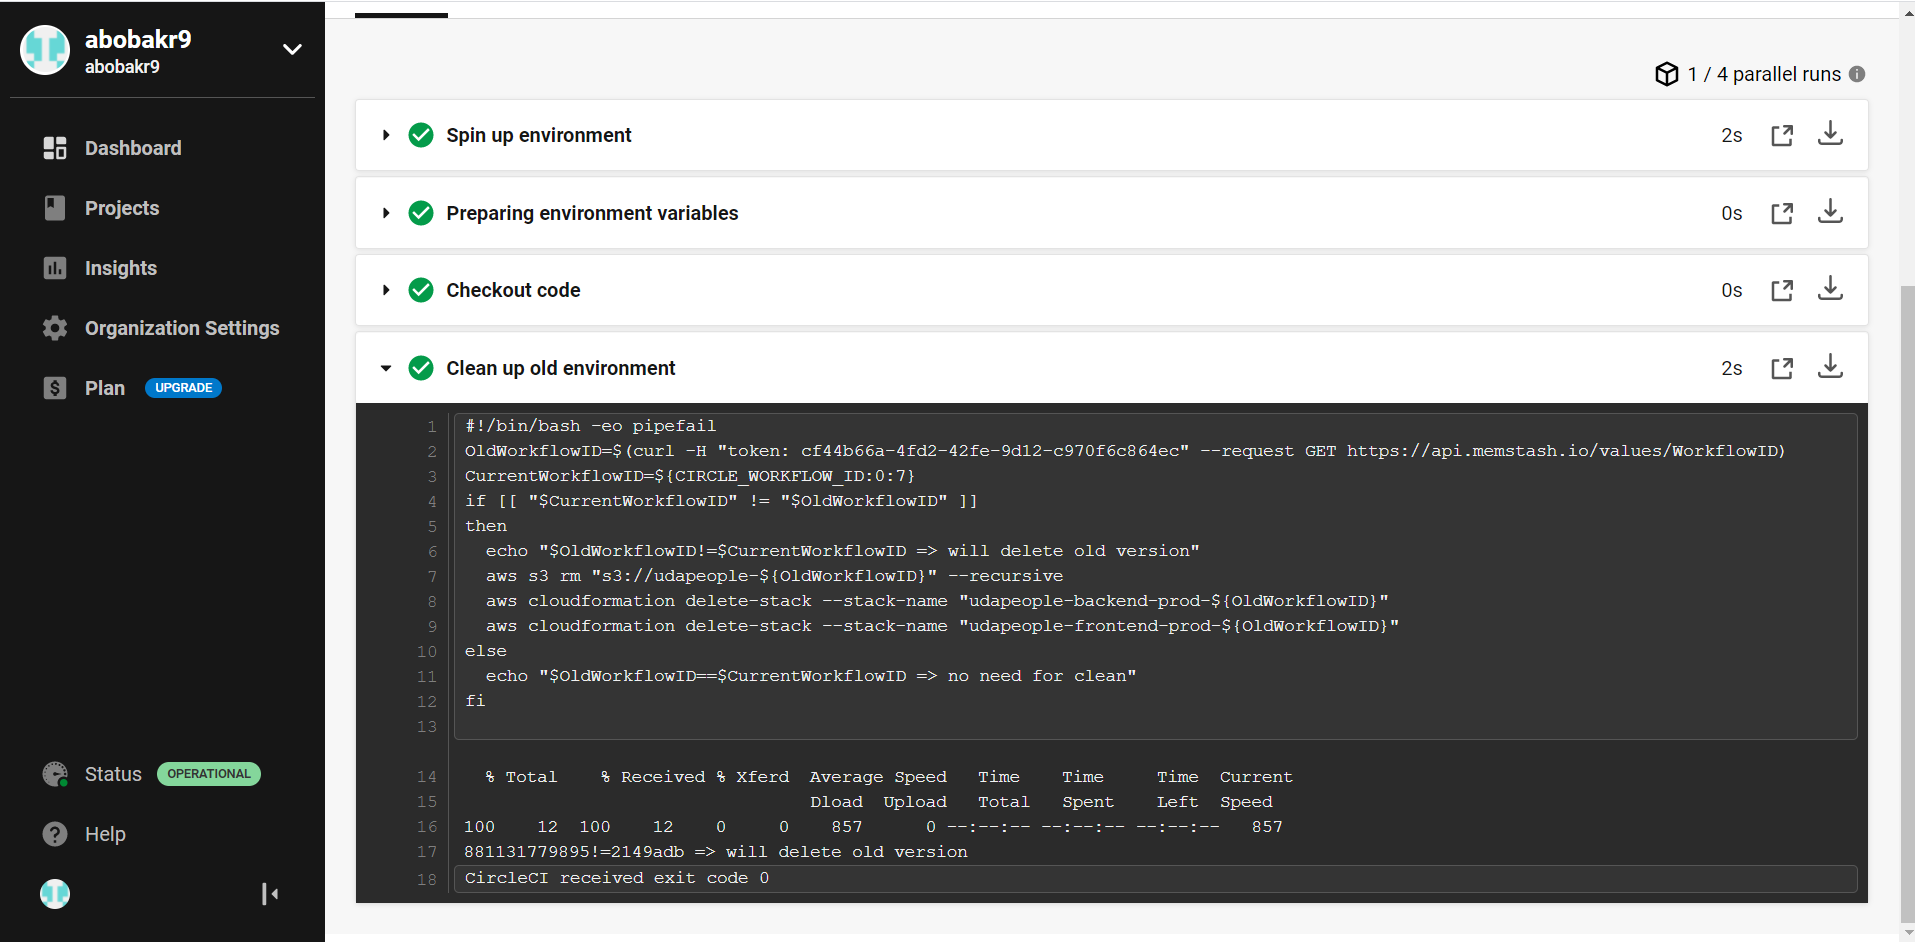 abobakr9
abobakr9
Dashboard
Projects
Insights
Organization Settings
Plan UPGRADE
Status OPERATIONAL
Help
1 / 4 parallel runs
Spin up environment 2s
Preparing environment variables 0s
Checkout code 0s
Clean up old environment 2s
1 #!/bin/bash -eo pipefail
2 OldWorkflowID=$(curl -H "token: cf44b66a-4fd2-42fe-9d12-c970f6c864ec" --request GET https://api.memstash.io/values/WorkflowID)
3 CurrentWorkflowID=${CIRCLE_WORKFLOW_ID:0:7}
4 if [[ "$CurrentWorkflowID" != "$OldWorkflowID" ]]
5 then
6   echo "$OldWorkflowID!=$CurrentWorkflowID => will delete old version"
7   aws s3 rm "s3://udapeople-${OldWorkflowID}" --recursive
8   aws cloudformation delete-stack --stack-name "udapeople-backend-prod-${OldWorkflowID}"
9   aws cloudformation delete-stack --stack-name "udapeople-frontend-prod-${OldWorkflowID}"
10 else
11   echo "$OldWorkflowID==$CurrentWorkflowID => no need for clean"
12 fi
13
14   % Total    % Received % Xferd  Average Speed   Time    Time     Time  Current
15                                  Dload  Upload   Total   Spent    Left  Speed
16 100    12  100    12    0     0    857      0 --:--:-- --:--:-- --:--:--   857
17 881131779895!=2149adb => will delete old version
18 CircleCI received exit code 0